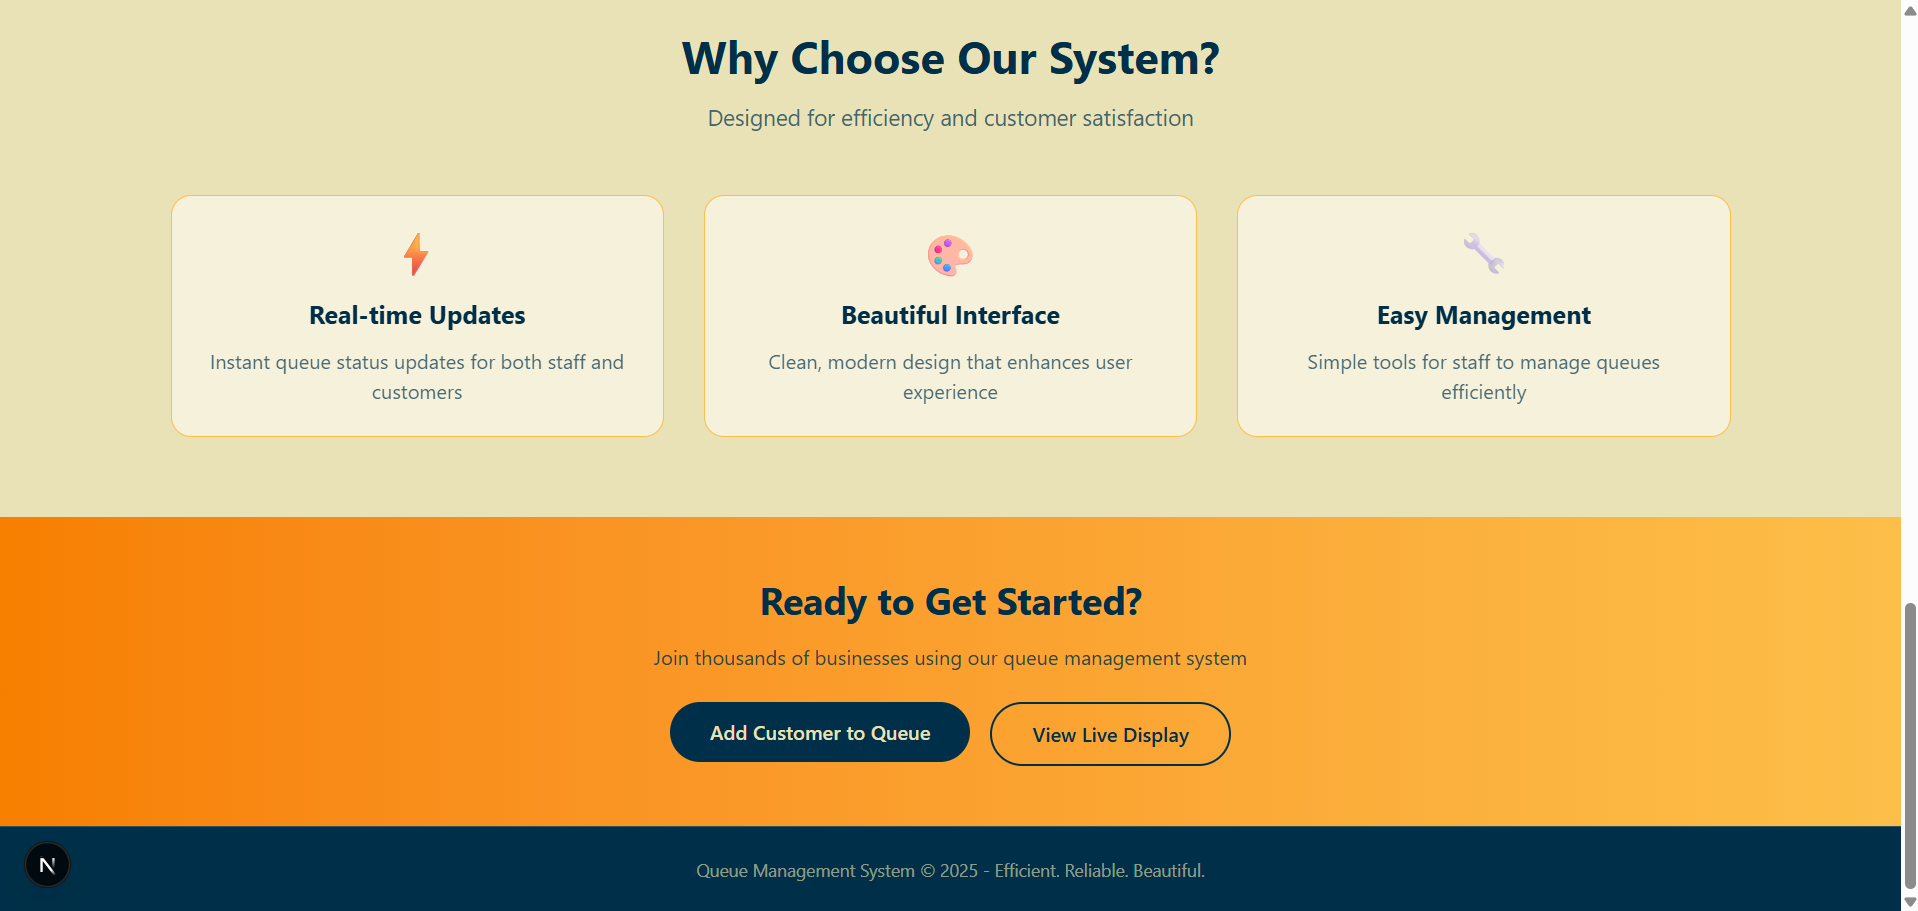 Why Choose Our System?
Designed for efficiency and customer satisfaction
Real-time Updates
Instant queue status updates for both staff and
customers
Beautiful Interface
Clean, modern design that enhances user
experience
Easy Management
Simple tools for staff to manage queues
efficiently
Ready to Get Started?
Join thousands of businesses using our queue management system
Add Customer to Queue
View Live Display
N
Queue Management System © 2025 - Efficient. Reliable. Beautiful.